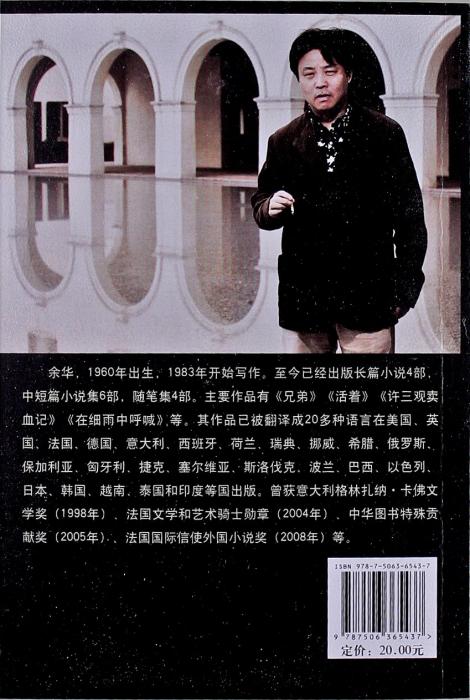 余华，1960年出生，1983年开始写作。至今已经出版长篇小说4部，
中短篇小说集6部，随笔集4部。主要作品有《兄弟》《活着》《许三观卖
血记》《在细雨中呼喊》等。其作品已被翻译成20多种语言在美国、英
国、法国、德国、意大利、西班牙、荷兰、瑞典、挪威、希腊、俄罗斯、
保加利亚、匈牙利、捷克、塞尔维亚、斯洛伐克、波兰、巴西、以色列、
日本、韩国、越南、泰国和印度等国出版。曾获意大利格林扎纳·卡佛文
学奖（1998年）、法国文学和艺术骑士勋章（2004年）、中华图书特殊贡
献奖（2005年）、法国国际信使外国小说奖（2008年）等。
ISBN 978-7-5063-6543-7
9 787506 365437 >
定价：20.00元